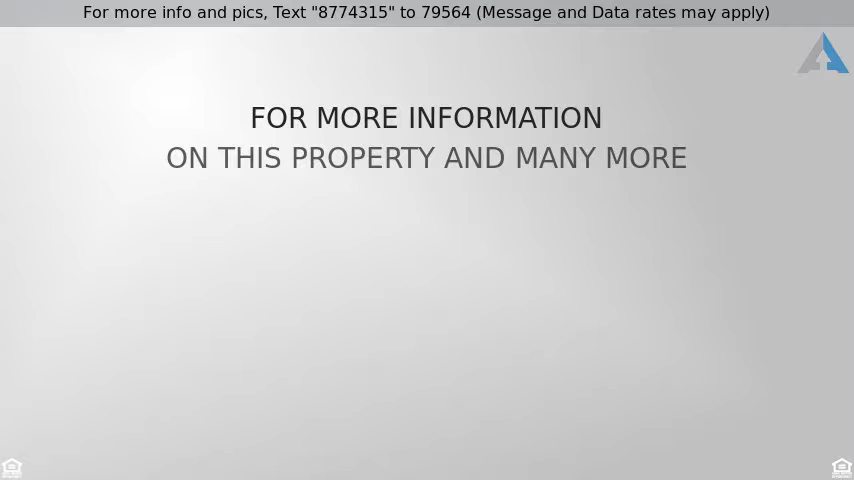 For more info and pics, Text "8774315" to 79564 (Message and Data rates may apply)
FOR MORE INFORMATION
ON THIS PROPERTY AND MANY MORE